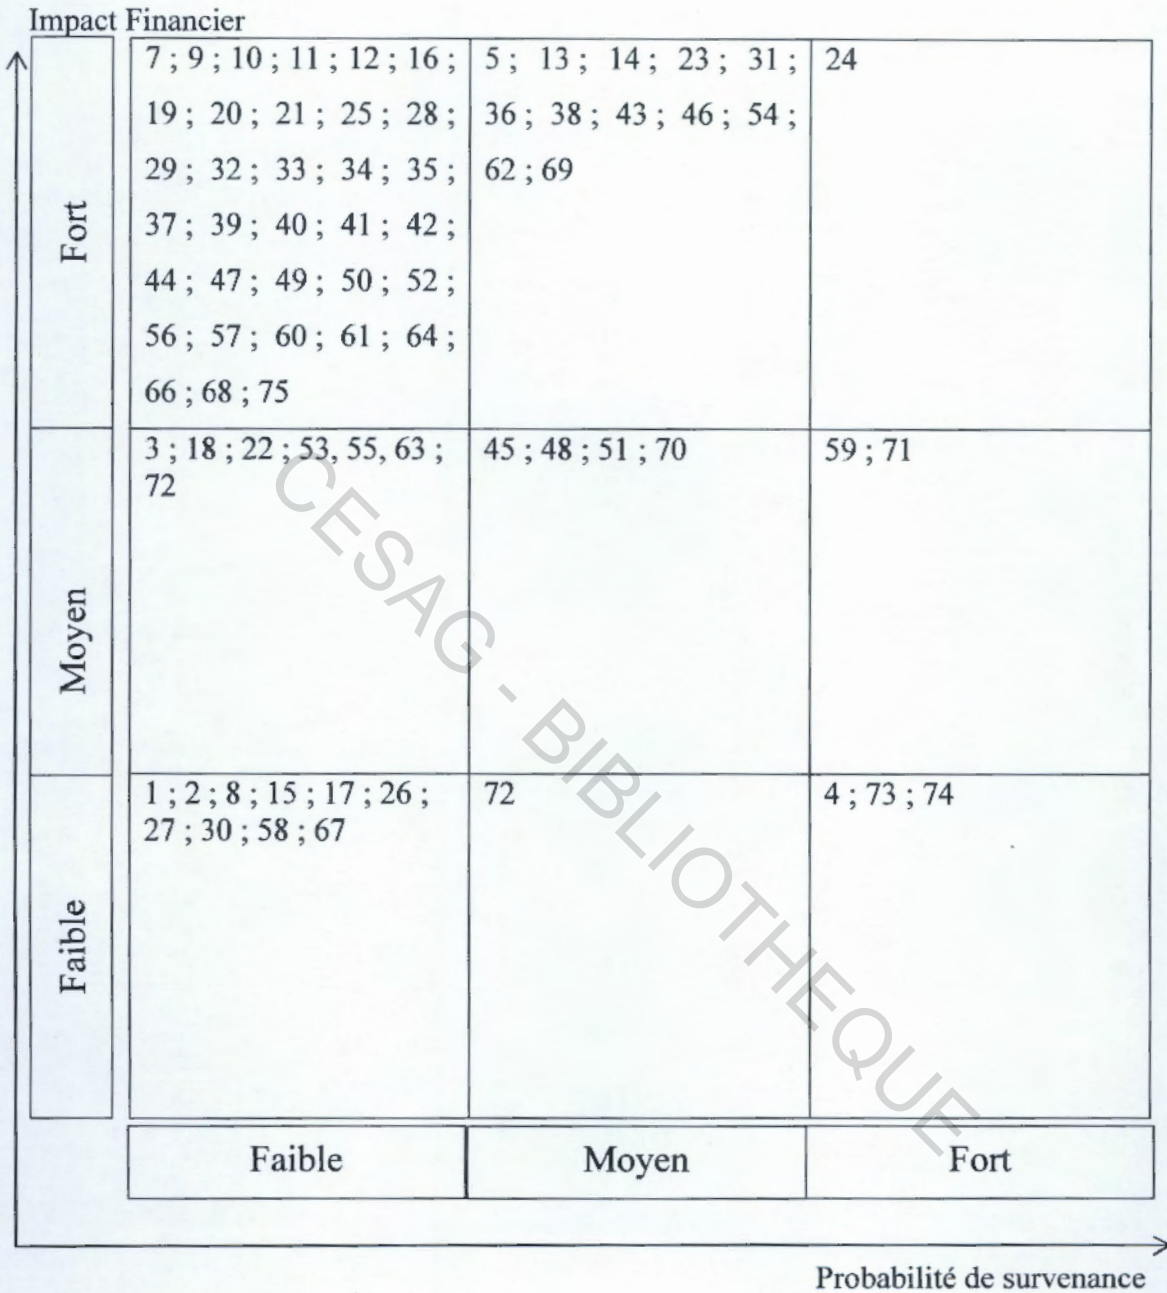 Impact Financier
Fort
7 ; 9 ; 10 ; 11 ; 12 ; 16 ;
19 ; 20 ; 21 ; 25 ; 28 ;
29 ; 32 ; 33 ; 34 ; 35 ;
37 ; 39 ; 40 ; 41 ; 42 ;
44 ; 47 ; 49 ; 50 ; 52 ;
56 ; 57 ; 60 ; 61 ; 64 ;
66 ; 68 ; 75
5 ; 13 ; 14 ; 23 ; 31 ;
36 ; 38 ; 43 ; 46 ; 54 ;
62 ; 69
24
Moyen
3 ; 18 ; 22 ; 53, 55, 63 ;
72
45 ; 48 ; 51 ; 70
59 ; 71
Faible
1 ; 2 ; 8 ; 15 ; 17 ; 26 ;
27 ; 30 ; 58 ; 67
72
4 ; 73 ; 74
Faible
Moyen
Fort
Probabilité de survenance
CESAG - BIBLIOTHEQUE